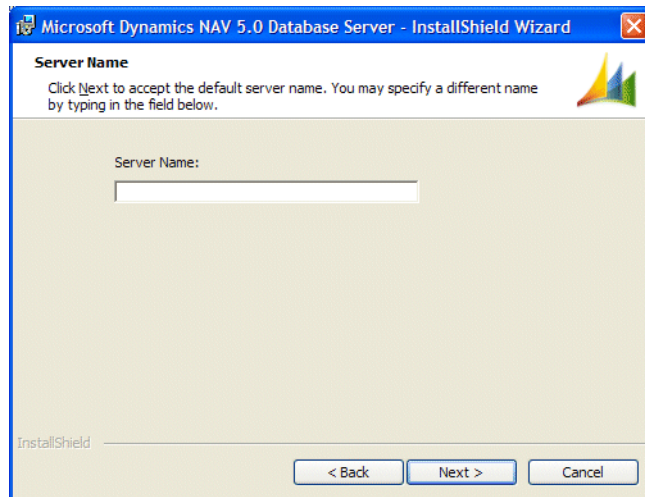 Microsoft Dynamics NAV 5.0 Database Server - InstallShield Wizard
Server Name
Click Next to accept the default server name. You may specify a different name
by typing in the field below.
Server Name:
InstallShield
< Back
Next >
Cancel